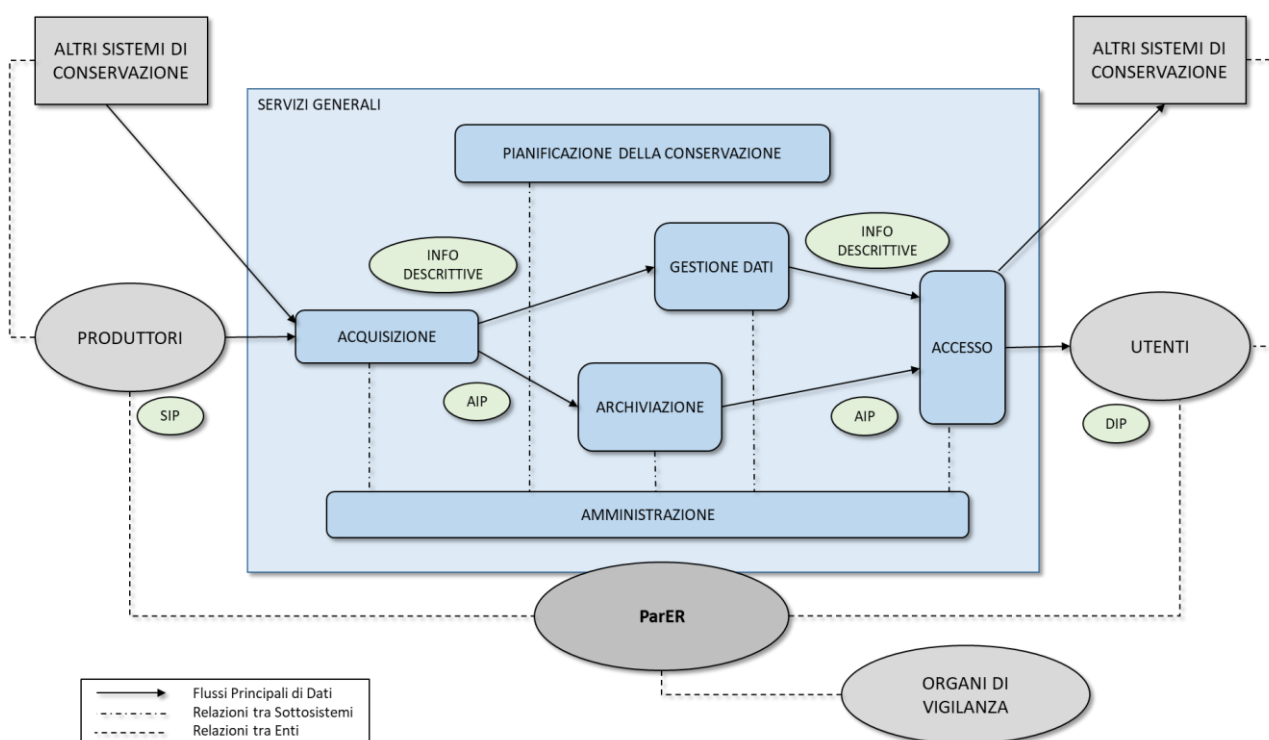 ALTRI SISTEMI DI
CONSERVAZIONE
ALTRI SISTEMI DI
CONSERVAZIONE
SERVIZI GENERALI
PIANIFICAZIONE DELLA CONSERVAZIONE
INFO
DESCRITTIVE
GESTIONE DATI
INFO
DESCRITTIVE
PRODUTTORI
ACQUISIZIONE
ACCESSO
UTENTI
SIP
AIP
ARCHIVIAZIONE
AIP
DIP
AMMINISTRAZIONE
ParER
ORGANI DI
VIGILANZA
Flussi Principali di Dati
Relazioni tra Sottosistemi
Relazioni tra Enti